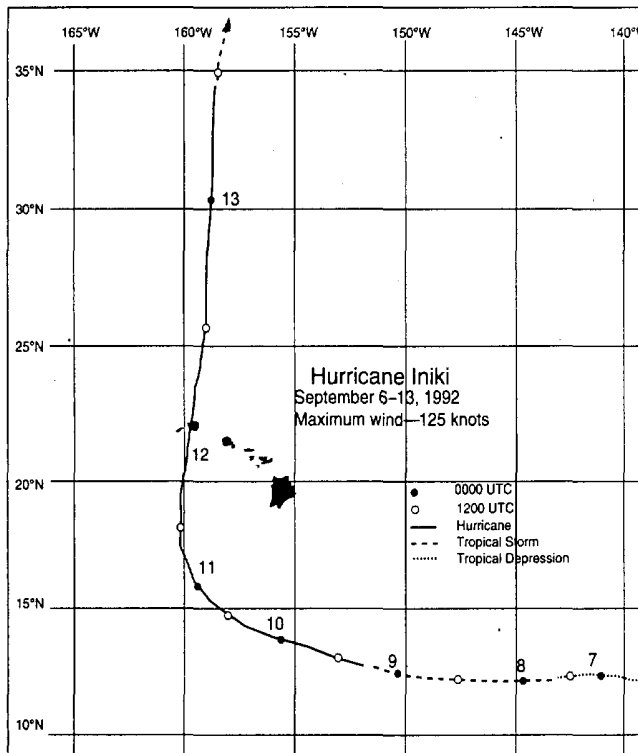 165°W 160°W 155°W 150°W 145°W 140°W
35°N
13
30°N
25°N
Hurricane Iniki
September 6–13, 1992
Maximum wind—125 knots
12
20°N
0000 UTC
1200 UTC
Hurricane
Tropical Storm
Tropical Depression
11
15°N
10
9
8
7
10°N